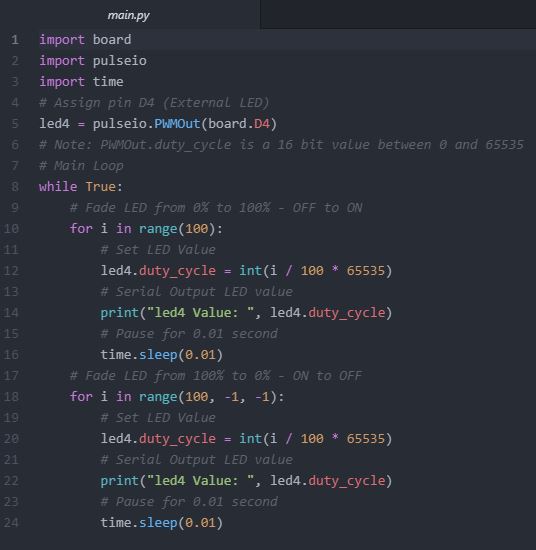 main.py
1 import board
2 import pulseio
3 import time
4 # Assign pin D4 (External LED)
5 led4 = pulseio.PWMOut(board.D4)
6 # Note: PWMOut.duty_cycle is a 16 bit value between 0 and 65535
7 # Main Loop
8 while True:
9     # Fade LED from 0% to 100% - OFF to ON
10     for i in range(100):
11         # Set LED Value
12         led4.duty_cycle = int(i / 100 * 65535)
13         # Serial Output LED value
14         print("led4 Value: ", led4.duty_cycle)
15         # Pause for 0.01 second
16         time.sleep(0.01)
17     # Fade LED from 100% to 0% - ON to OFF
18     for i in range(100, -1, -1):
19         # Set LED Value
20         led4.duty_cycle = int(i / 100 * 65535)
21         # Serial Output LED value
22         print("led4 Value: ", led4.duty_cycle)
23         # Pause for 0.01 second
24         time.sleep(0.01)